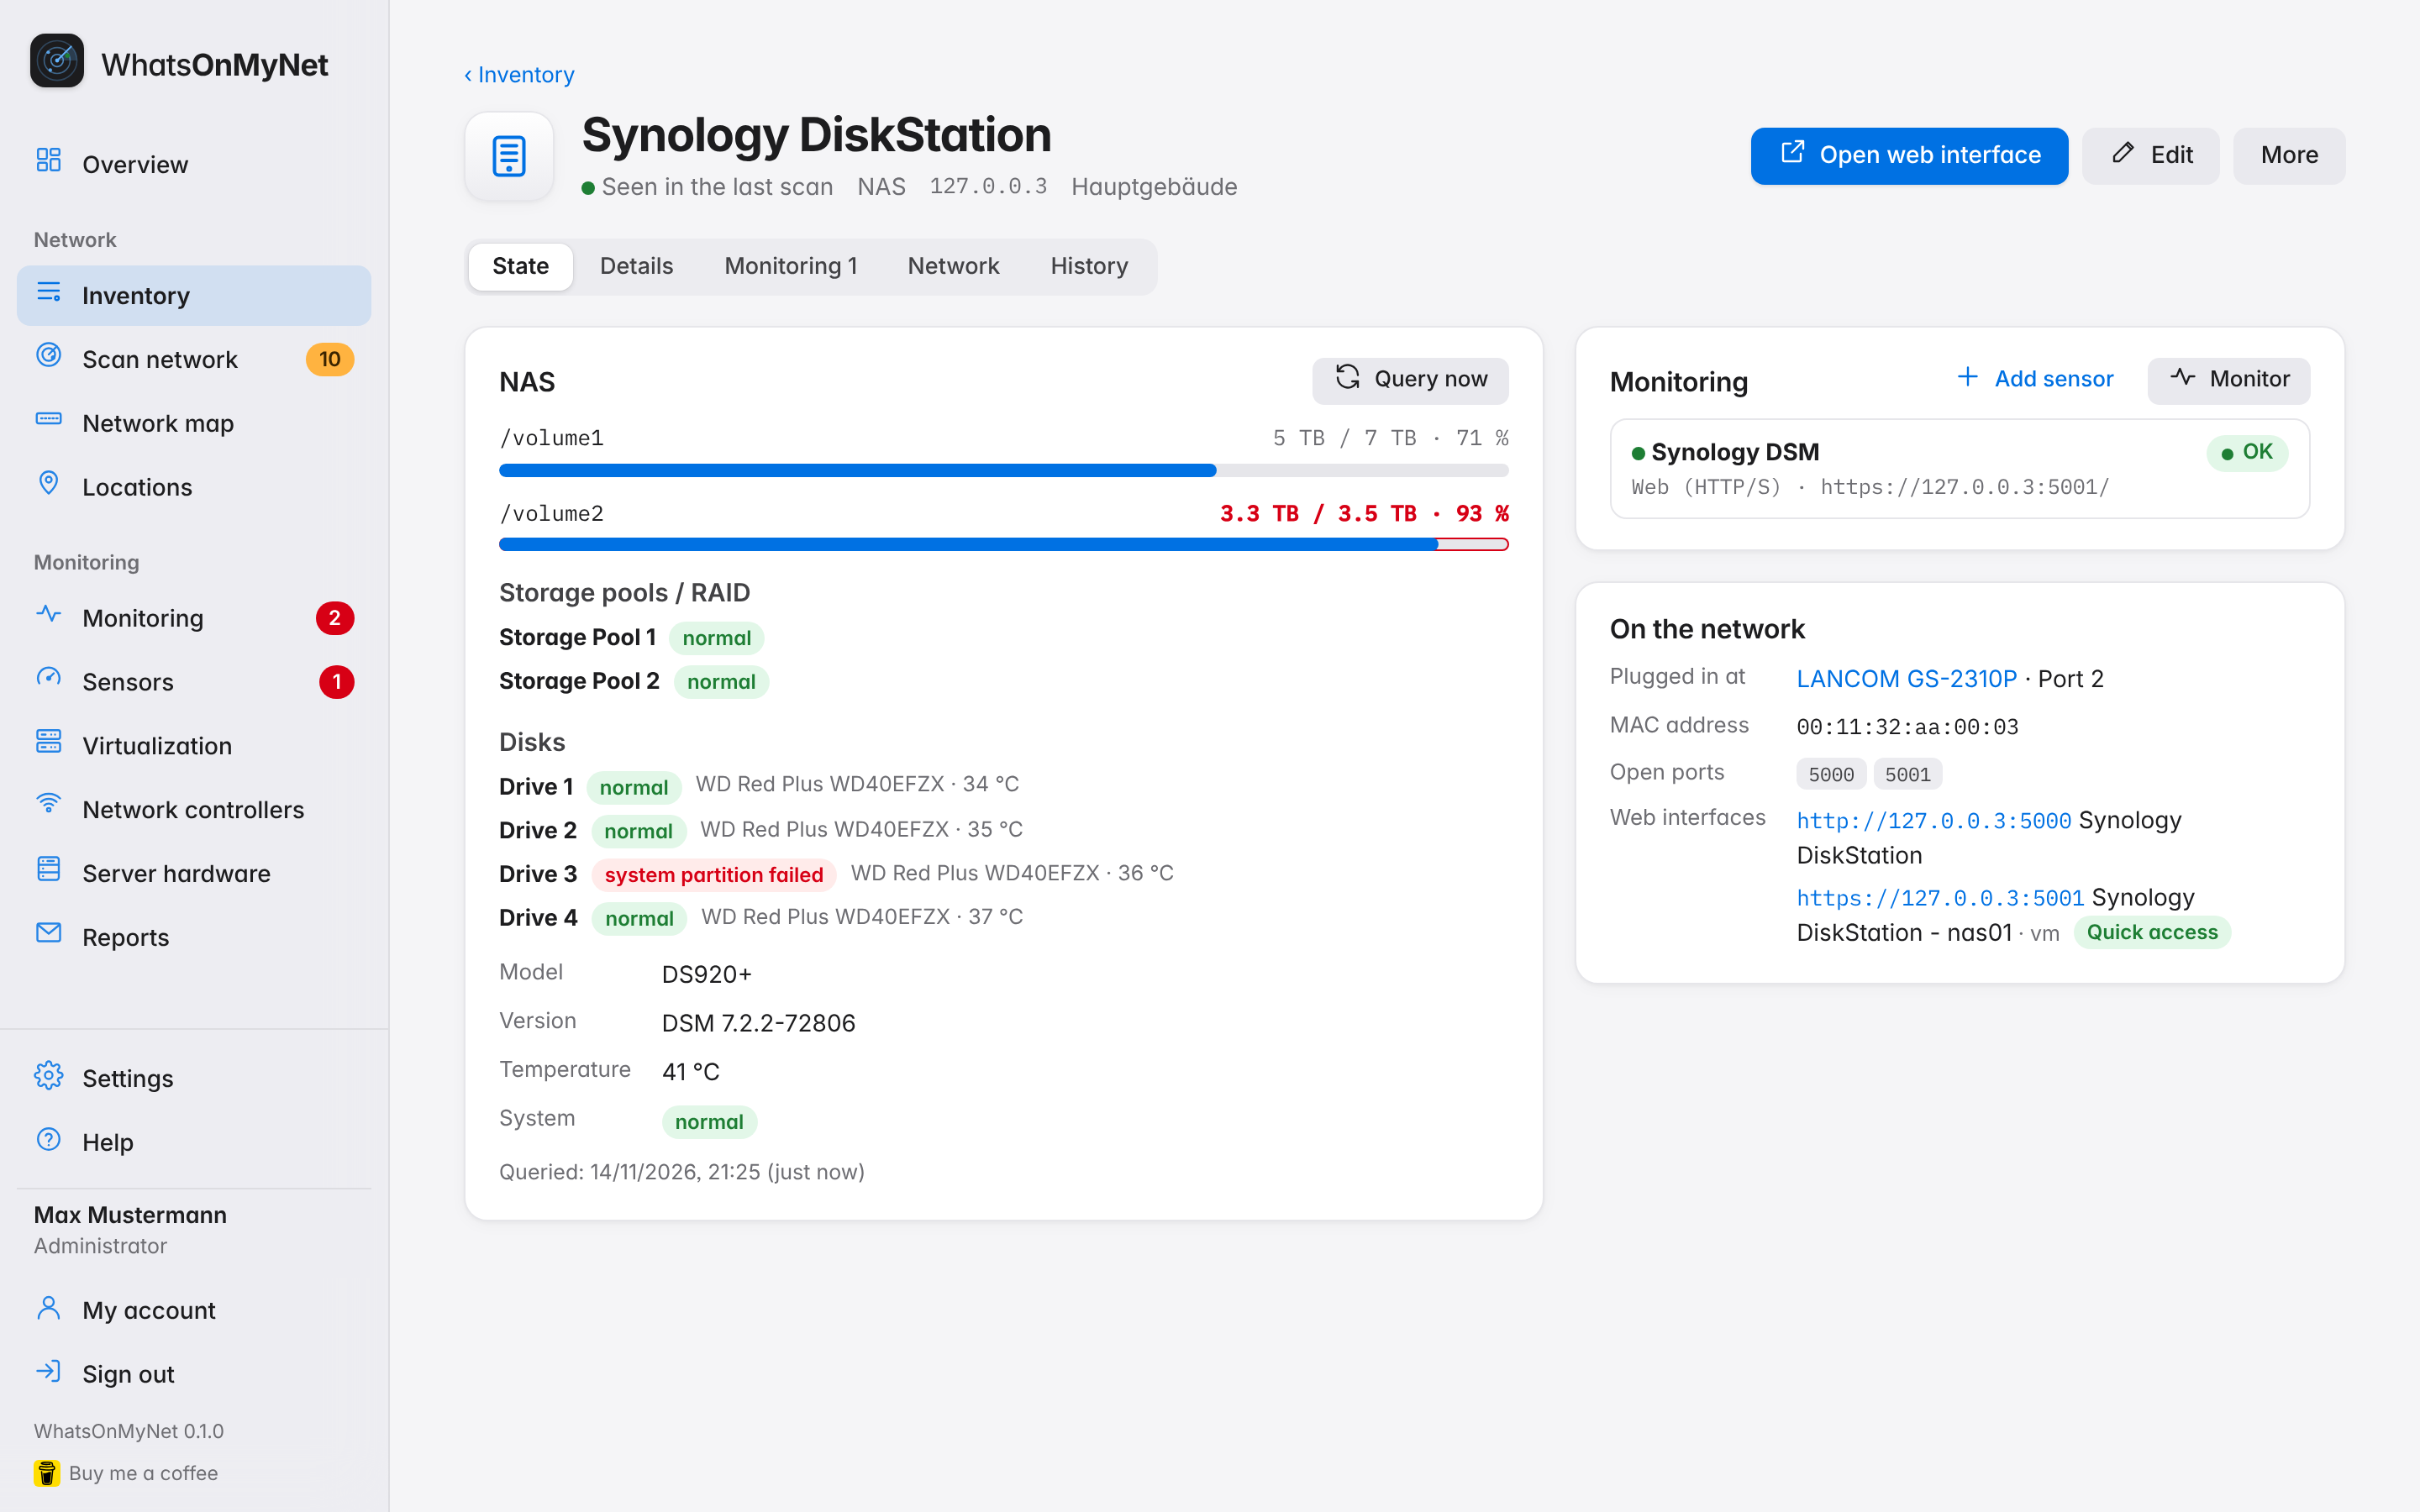 WhatsOnMyNet
Overview
Network
Inventory
Scan network 10
Network map
Locations
Monitoring
Monitoring 2
Sensors 1
Virtualization
Network controllers
Server hardware
Reports
Settings
Help
Max Mustermann
Administrator
My account
Sign out
WhatsOnMyNet 0.1.0
Buy me a coffee
‹ Inventory
Synology DiskStation
Seen in the last scan NAS 127.0.0.3 Hauptgebäude
Open web interface Edit More
State Details Monitoring 1 Network History
NAS Query now
/volume1 5 TB / 7 TB · 71 %
/volume2 3.3 TB / 3.5 TB · 93 %
Storage pools / RAID
Storage Pool 1 normal
Storage Pool 2 normal
Disks
Drive 1 normal WD Red Plus WD40EFZX · 34 °C
Drive 2 normal WD Red Plus WD40EFZX · 35 °C
Drive 3 system partition failed WD Red Plus WD40EFZX · 36 °C
Drive 4 normal WD Red Plus WD40EFZX · 37 °C
Model DS920+
Version DSM 7.2.2-72806
Temperature 41 °C
System normal
Queried: 14/11/2026, 21:25 (just now)
Monitoring + Add sensor Monitor
Synology DSM OK
Web (HTTP/S) · https://127.0.0.3:5001/
On the network
Plugged in at LANCOM GS-2310P · Port 2
MAC address 00:11:32:aa:00:03
Open ports 5000 5001
Web interfaces http://127.0.0.3:5000 Synology
DiskStation
https://127.0.0.3:5001 Synology
DiskStation - nas01 · vm Quick access